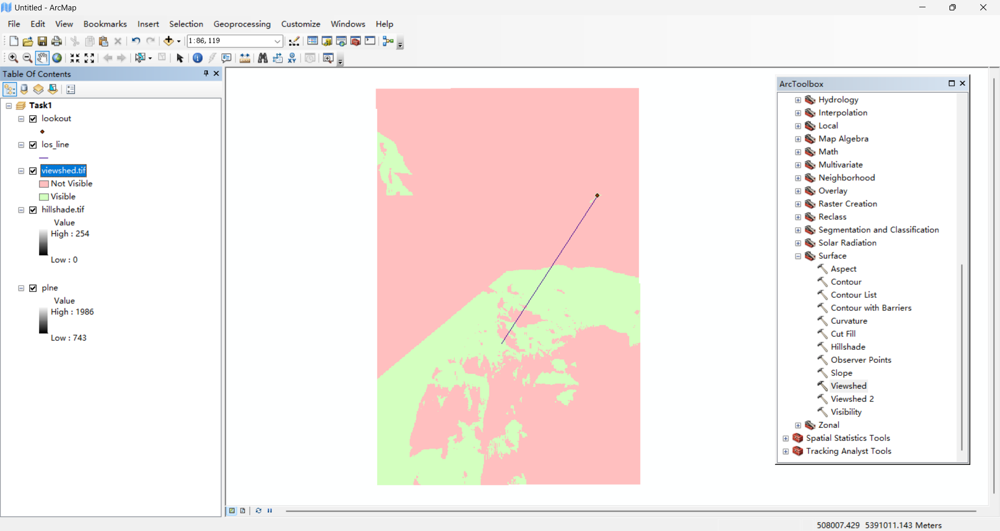 Untitled - ArcMap
File Edit View Bookmarks Insert Selection Geoprocessing Customize Windows Help
1:86,119
Table Of Contents
Task1
lookout
los_line
viewshed.tif
Not Visible
Visible
hillshade.tif
Value
High : 254
Low : 0
plne
Value
High : 1986
Low : 743
ArcToolbox
Hydrology
Interpolation
Local
Map Algebra
Math
Multivariate
Neighborhood
Overlay
Raster Creation
Reclass
Segmentation and Classification
Solar Radiation
Surface
Aspect
Contour
Contour List
Contour with Barriers
Curvature
Cut Fill
Hillshade
Observer Points
Slope
Viewshed
Viewshed 2
Visibility
Zonal
Spatial Statistics Tools
Tracking Analyst Tools
508007.429 5391011.143 Meters